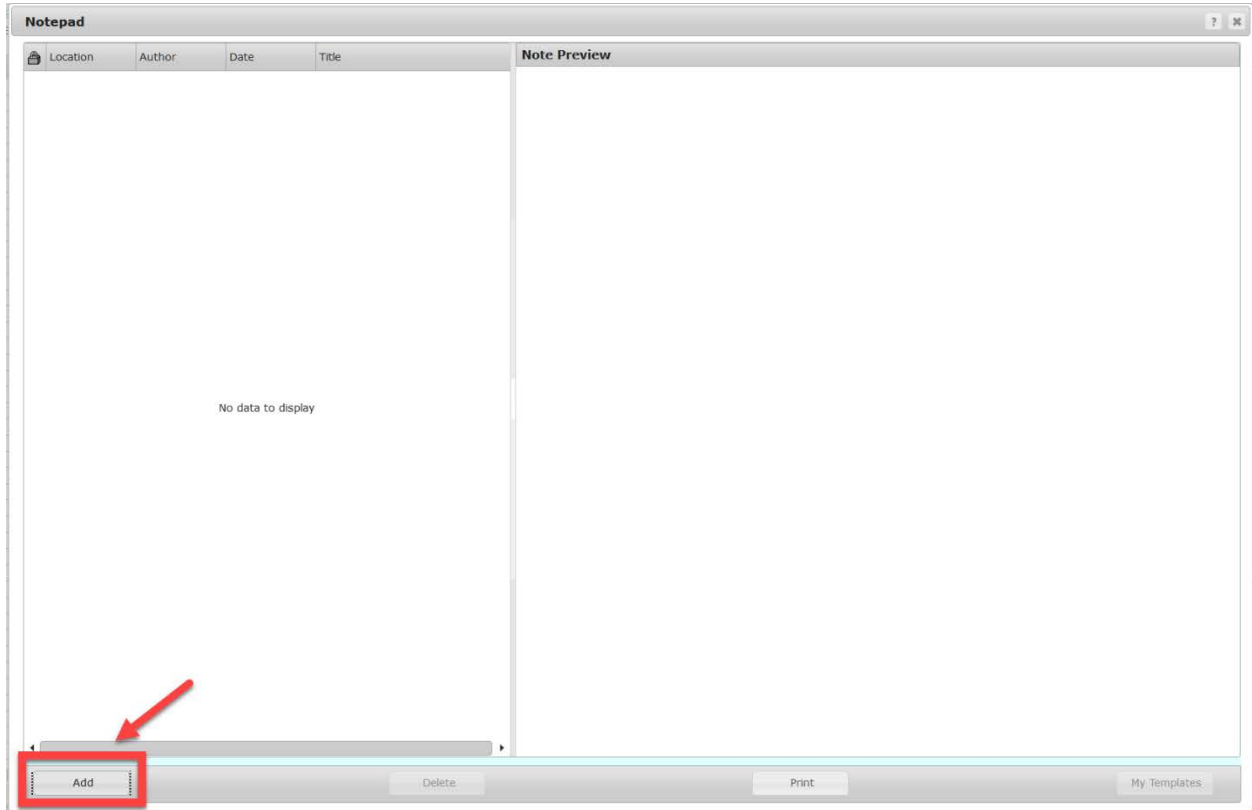 Notepad
? ×
Location Author Date Title
Note Preview
No data to display
Add Delete Print My Templates